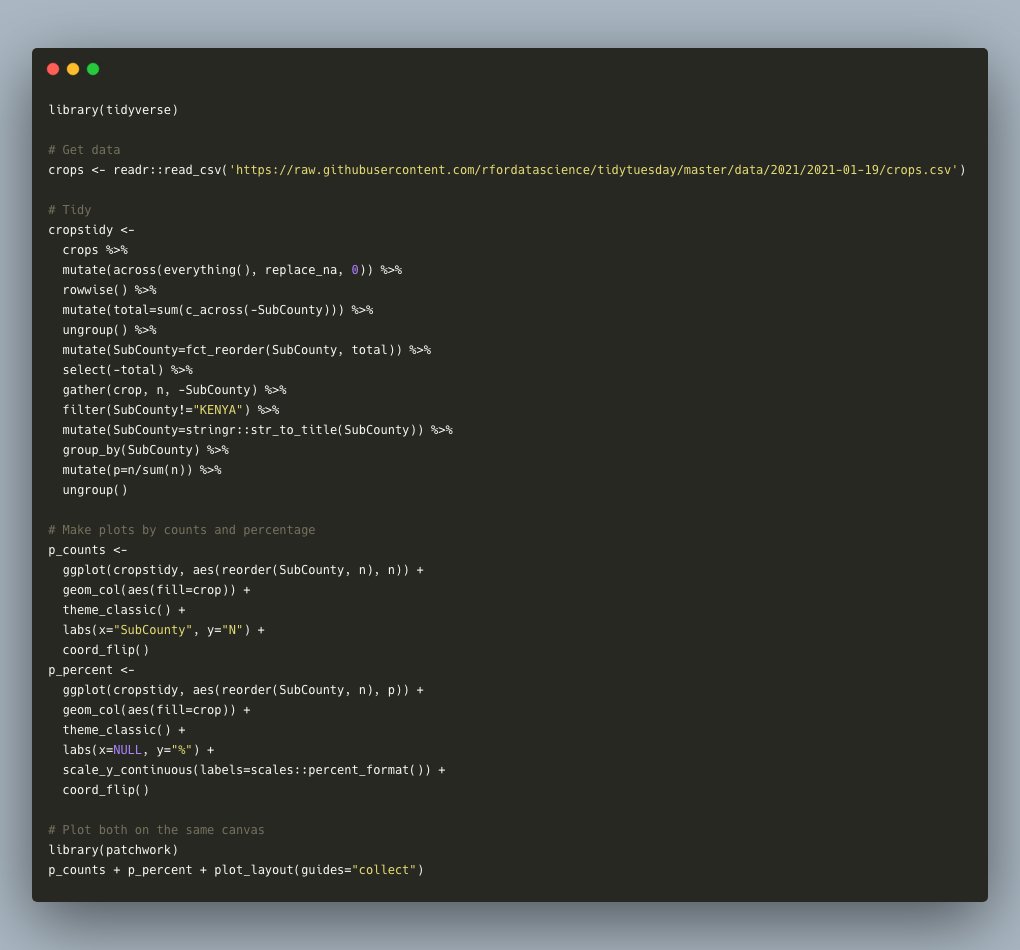 library(tidyverse)

# Get data
crops <- readr::read_csv('https://raw.githubusercontent.com/rfordatascience/tidytuesday/master/data/2021/2021-01-19/crops.csv')

# Tidy
cropstidy <-
  crops %>%
  mutate(across(everything(), replace_na, 0)) %>%
  rowwise() %>%
  mutate(total=sum(c_across(-SubCounty))) %>%
  ungroup() %>%
  mutate(SubCounty=fct_reorder(SubCounty, total)) %>%
  select(-total) %>%
  gather(crop, n, -SubCounty) %>%
  filter(SubCounty!="KENYA") %>%
  mutate(SubCounty=stringr::str_to_title(SubCounty)) %>%
  group_by(SubCounty) %>%
  mutate(p=n/sum(n)) %>%
  ungroup()

# Make plots by counts and percentage
p_counts <-
  ggplot(cropstidy, aes(reorder(SubCounty, n), n)) +
  geom_col(aes(fill=crop)) +
  theme_classic() +
  labs(x="SubCounty", y="N") +
  coord_flip()
p_percent <-
  ggplot(cropstidy, aes(reorder(SubCounty, n), p)) +
  geom_col(aes(fill=crop)) +
  theme_classic() +
  labs(x=NULL, y="%") +
  scale_y_continuous(labels=scales::percent_format()) +
  coord_flip()

# Plot both on the same canvas
library(patchwork)
p_counts + p_percent + plot_layout(guides="collect")